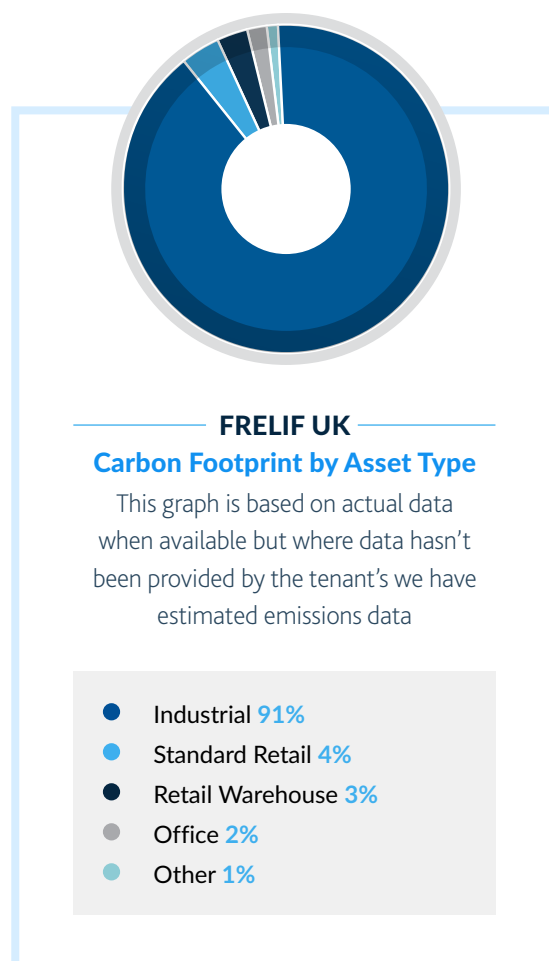 FRELIF UK
Carbon Footprint by Asset Type
This graph is based on actual data
when available but where data hasn't
been provided by the tenant's we have
estimated emissions data
Industrial 91%
Standard Retail 4%
Retail Warehouse 3%
Office 2%
Other 1%